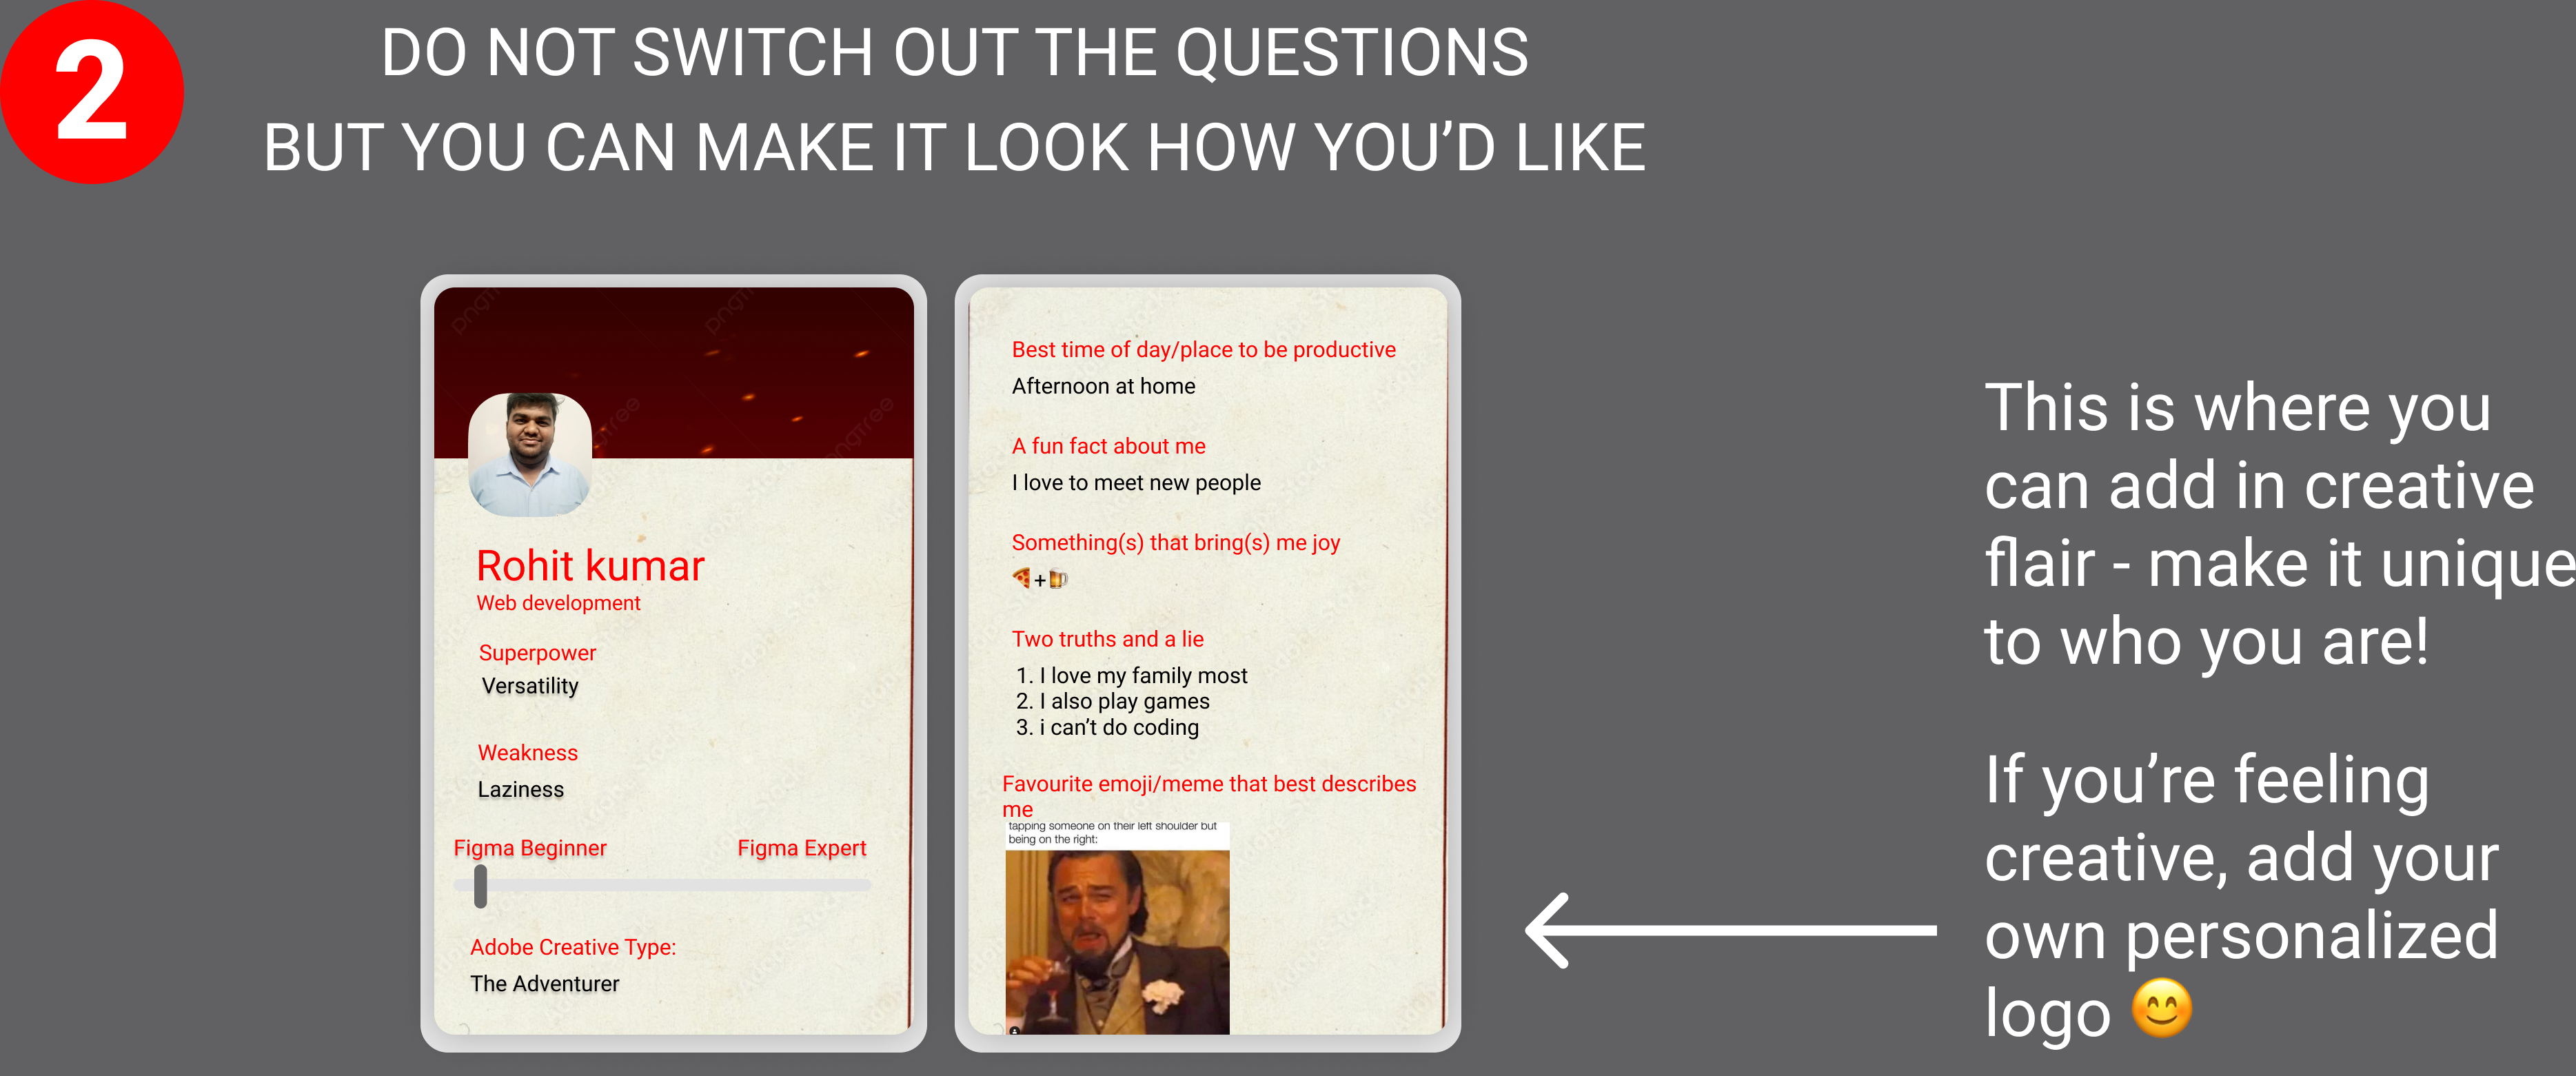 2
DO NOT SWITCH OUT THE QUESTIONS
BUT YOU CAN MAKE IT LOOK HOW YOU’D LIKE
Rohit kumar
Web development
Superpower
Versatility
Weakness
Laziness
Figma Beginner Figma Expert
Adobe Creative Type:
The Adventurer
Best time of day/place to be productive
Afternoon at home
A fun fact about me
I love to meet new people
Something(s) that bring(s) me joy
🍕+🍺
Two truths and a lie
1. I love my family most
2. I also play games
3. i can’t do coding
Favourite emoji/meme that best describes
me
tapping someone on their left shoulder but
being on the right:
This is where you
can add in creative
flair - make it unique
to who you are!
If you’re feeling
creative, add your
own personalized
logo 😊